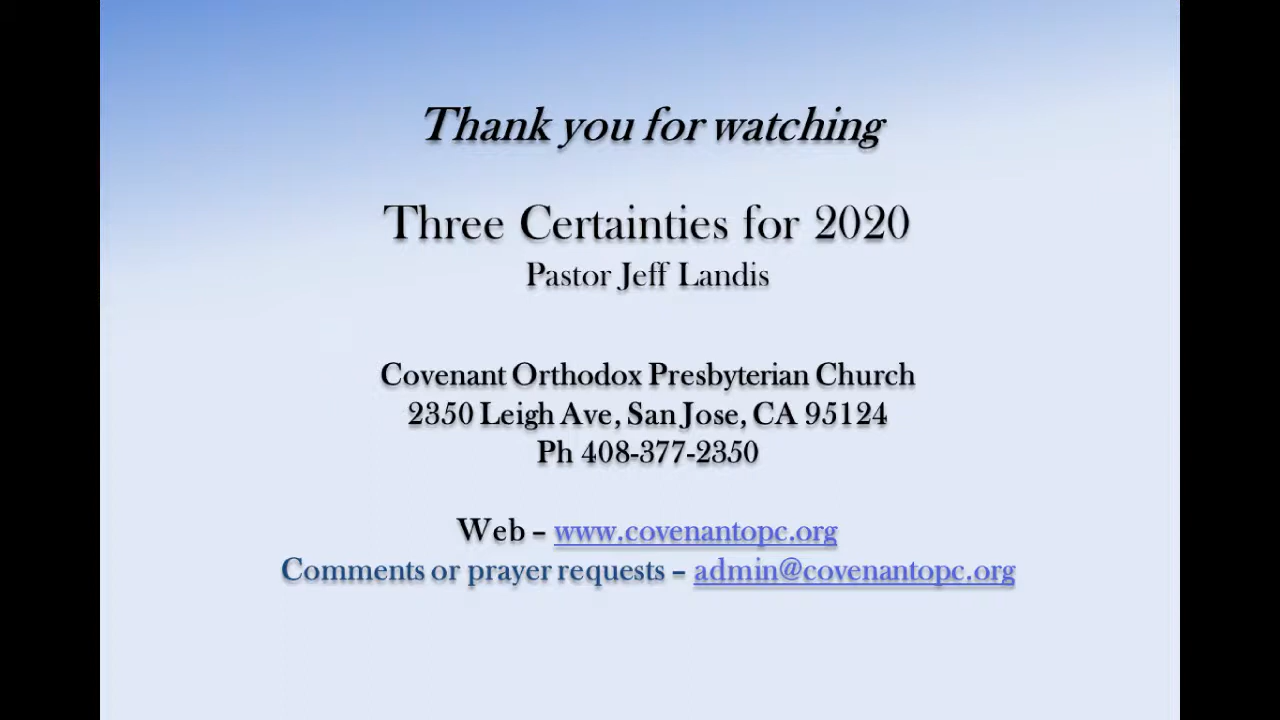 Thank you for watching
Three Certainties for 2020
Pastor Jeff Landis
Covenant Orthodox Presbyterian Church
2350 Leigh Ave, San Jose, CA 95124
Ph 408-377-2350
Web – www.covenantopc.org
Comments or prayer requests – admin@covenantopc.org